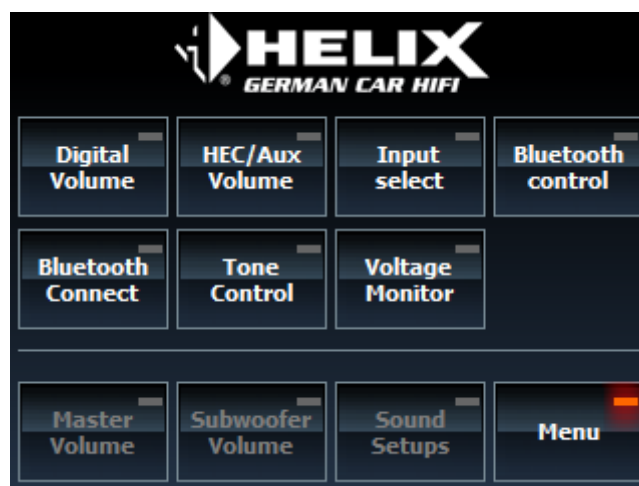 HELIX
GERMAN CAR HIFI
Digital
Volume
HEC/Aux
Volume
Input
select
Bluetooth
control
Bluetooth
Connect
Tone
Control
Voltage
Monitor
Master
Volume
Subwoofer
Volume
Sound
Setups
Menu